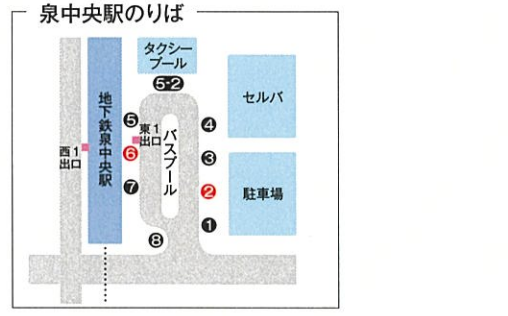 泉中央駅のりば
タクシー
プール
⑤-2
セルバ
地下鉄泉中央駅
⑤
東1
出口
⑥
バスプール
④
西1
出口
③
⑦
②
駐車場
①
⑧